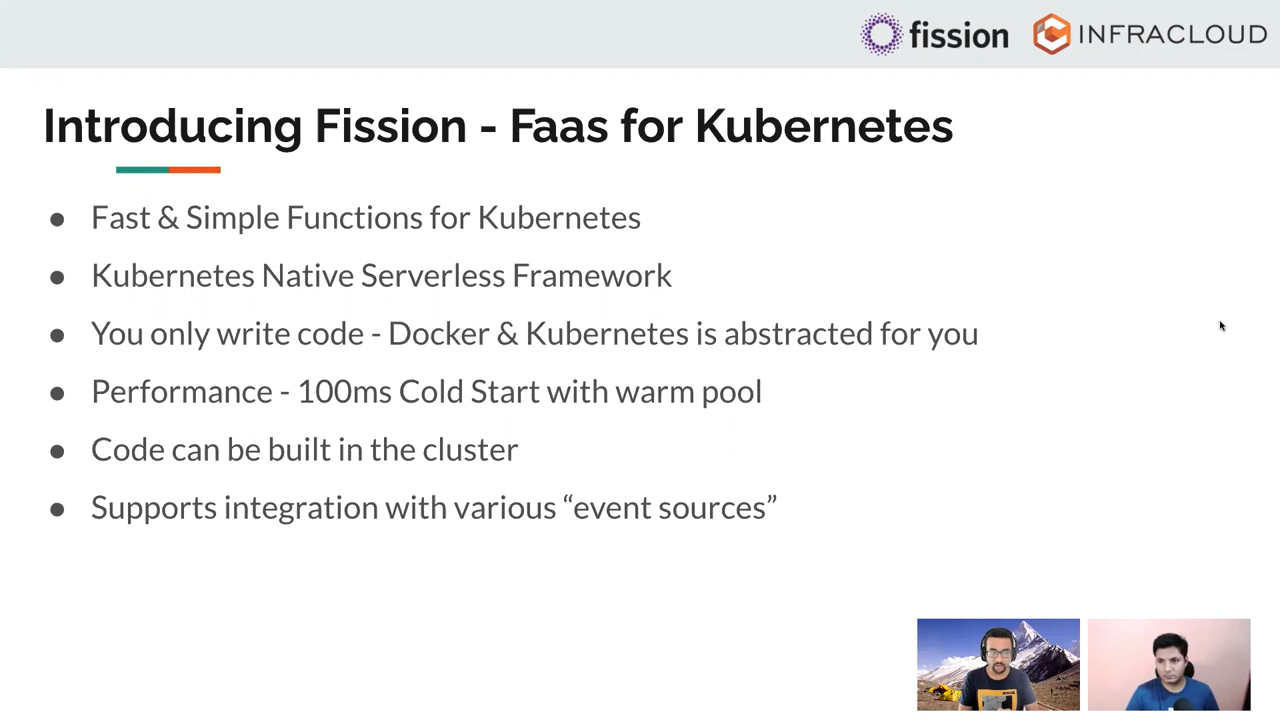 fission INFRACLOUD
Introducing Fission - Faas for Kubernetes
● Fast & Simple Functions for Kubernetes
● Kubernetes Native Serverless Framework
● You only write code - Docker & Kubernetes is abstracted for you
● Performance - 100ms Cold Start with warm pool
● Code can be built in the cluster
● Supports integration with various “event sources”